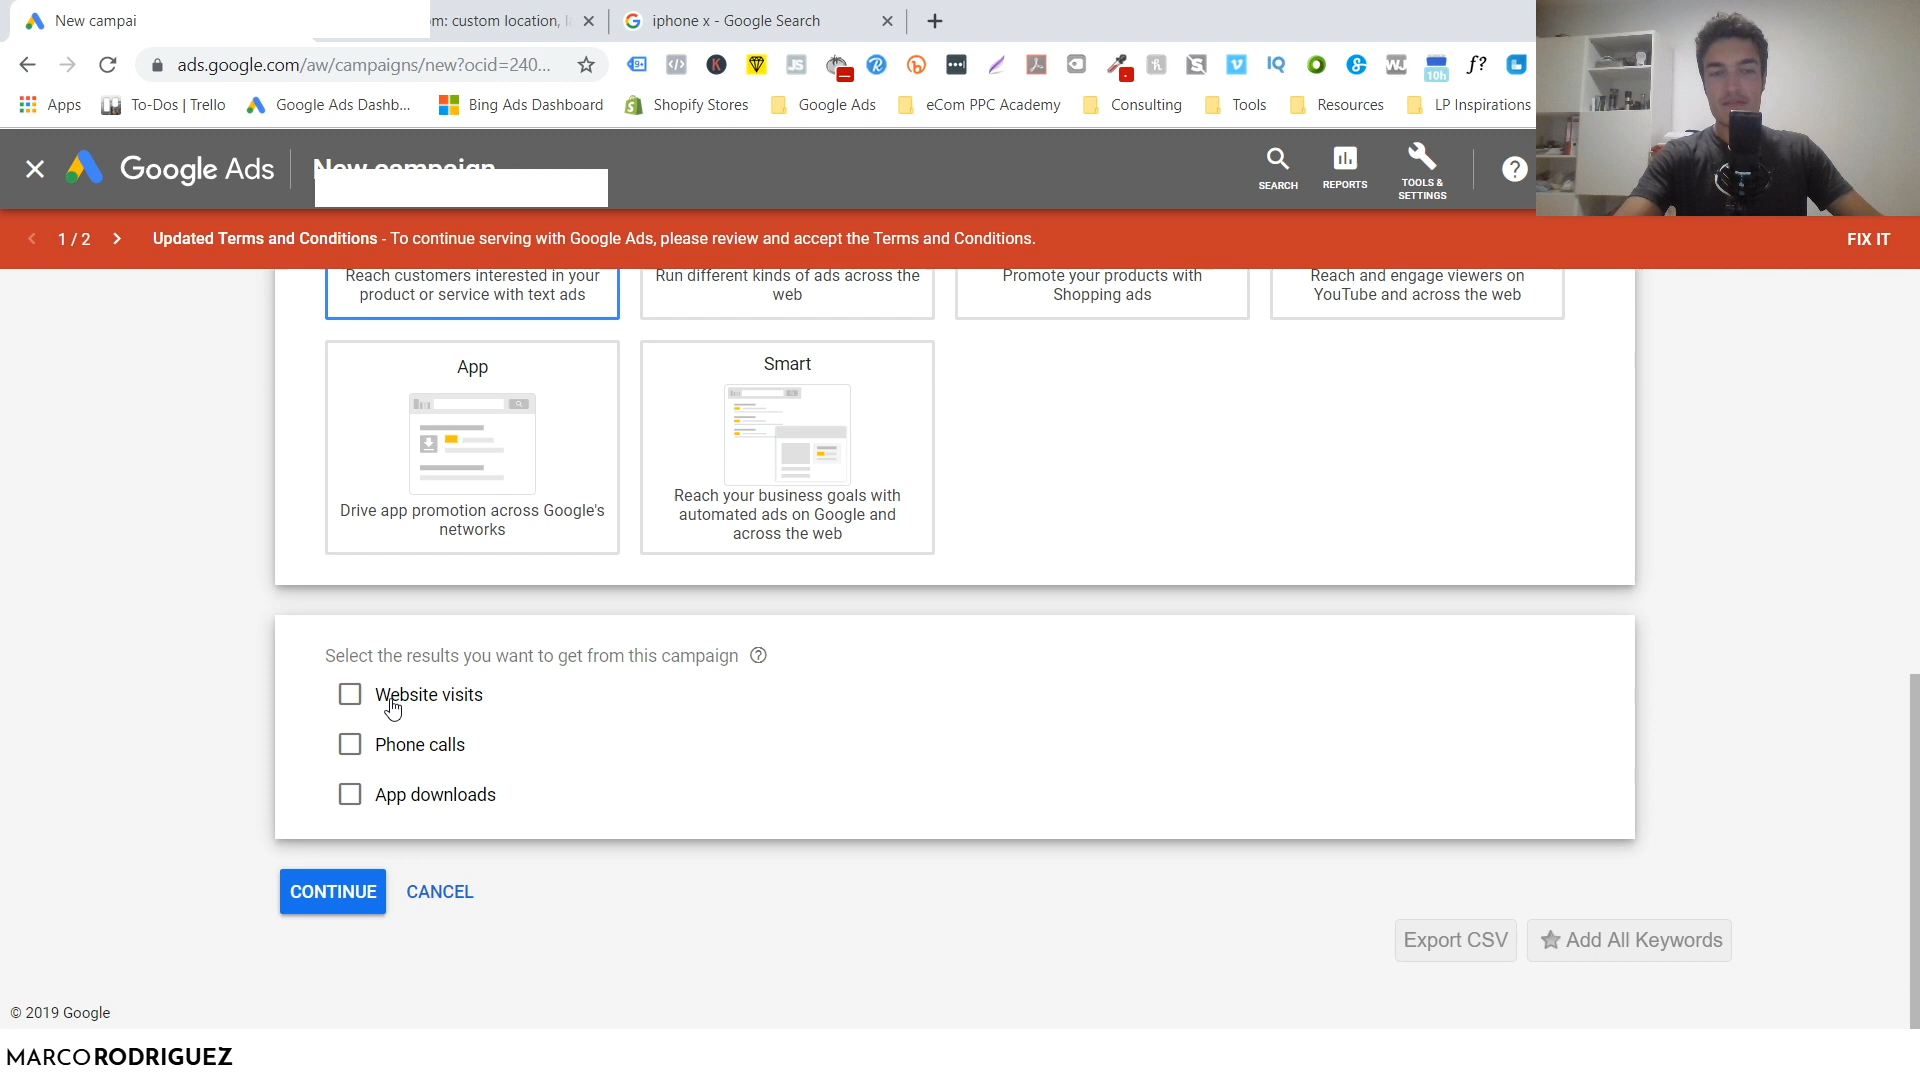 New campai
om: custom location, l
iphone x - Google Search
ads.google.com/aw/campaigns/new?ocid=240...
Apps
To-Dos | Trello
Google Ads Dashb...
Bing Ads Dashboard
Shopify Stores
Google Ads
eCom PPC Academy
Consulting
Tools
Resources
LP Inspirations
Google Ads
New campaign
SEARCH
REPORTS
TOOLS &
SETTINGS
1 / 2
Updated Terms and Conditions - To continue serving with Google Ads, please review and accept the Terms and Conditions.
FIX IT
Reach customers interested in your
product or service with text ads
Run different kinds of ads across the
web
Promote your products with
Shopping ads
Reach and engage viewers on
YouTube and across the web
App
Drive app promotion across Google's
networks
Smart
Reach your business goals with
automated ads on Google and
across the web
Select the results you want to get from this campaign
Website visits
Phone calls
App downloads
CONTINUE
CANCEL
Export CSV
Add All Keywords
© 2019 Google
MARCO RODRIGUEZ